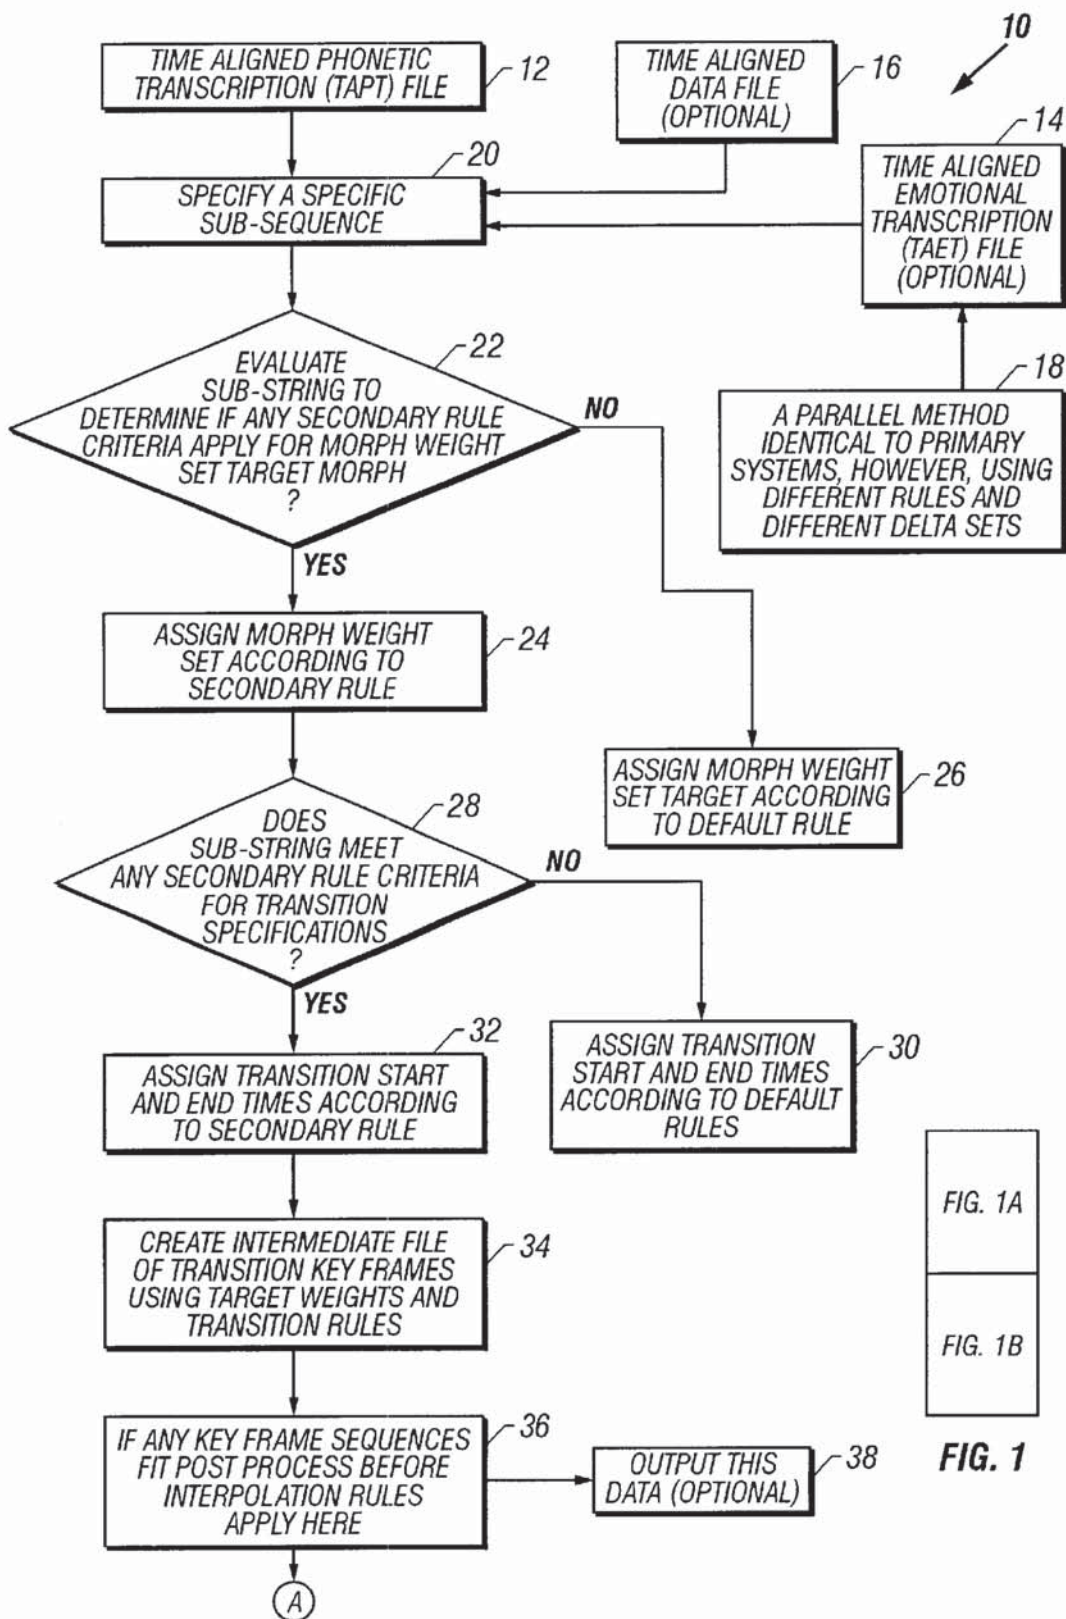 10
TIME ALIGNED PHONETIC
TRANSCRIPTION (TAPT) FILE
12
TIME ALIGNED
DATA FILE
(OPTIONAL)
16
14
TIME ALIGNED
EMOTIONAL
TRANSCRIPTION
(TAET) FILE
(OPTIONAL)
20
SPECIFY A SPECIFIC
SUB-SEQUENCE
22
EVALUATE
SUB-STRING TO
DETERMINE IF ANY SECONDARY RULE
CRITERIA APPLY FOR MORPH WEIGHT
SET TARGET MORPH
?
NO
YES
18
A PARALLEL METHOD
IDENTICAL TO PRIMARY
SYSTEMS, HOWEVER, USING
DIFFERENT RULES AND
DIFFERENT DELTA SETS
ASSIGN MORPH WEIGHT
SET ACCORDING TO
SECONDARY RULE
24
ASSIGN MORPH WEIGHT
SET TARGET ACCORDING
TO DEFAULT RULE
26
28
DOES
SUB-STRING MEET
ANY SECONDARY RULE CRITERIA
FOR TRANSITION
SPECIFICATIONS
?
NO
YES
32
ASSIGN TRANSITION START
AND END TIMES ACCORDING
TO SECONDARY RULE
ASSIGN TRANSITION
START AND END TIMES
ACCORDING TO DEFAULT
RULES
30
CREATE INTERMEDIATE FILE
OF TRANSITION KEY FRAMES
USING TARGET WEIGHTS AND
TRANSITION RULES
34
IF ANY KEY FRAME SEQUENCES
FIT POST PROCESS BEFORE
INTERPOLATION RULES
APPLY HERE
36
OUTPUT THIS
DATA (OPTIONAL)
38
A
FIG. 1A
FIG. 1B
FIG. 1